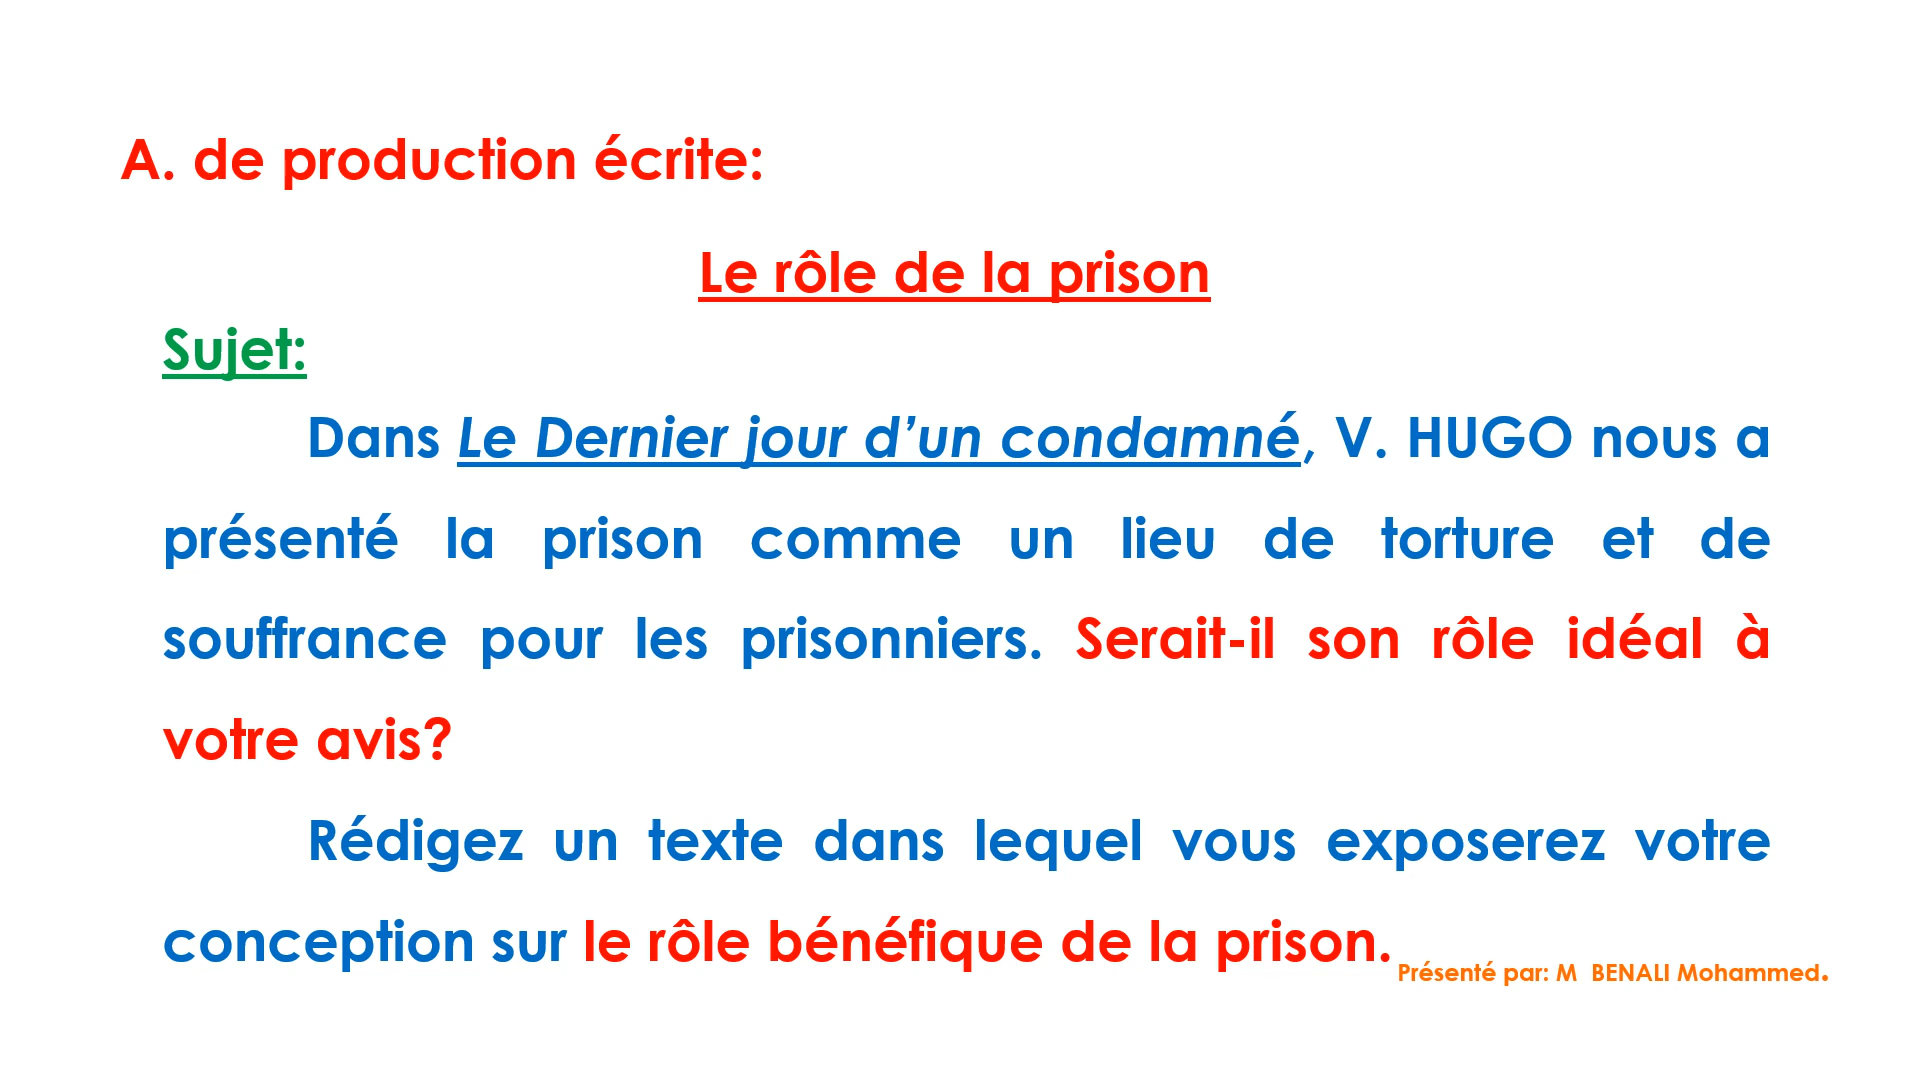 A. de production écrite:
Le rôle de la prison
Sujet:
Dans Le Dernier jour d’un condamné, V. HUGO nous a
présenté la prison comme un lieu de torture et de
souffrance pour les prisonniers. Serait-il son rôle idéal à
votre avis?
Rédigez un texte dans lequel vous exposerez votre
conception sur le rôle bénéfique de la prison.
Présenté par: M BENALI Mohammed.